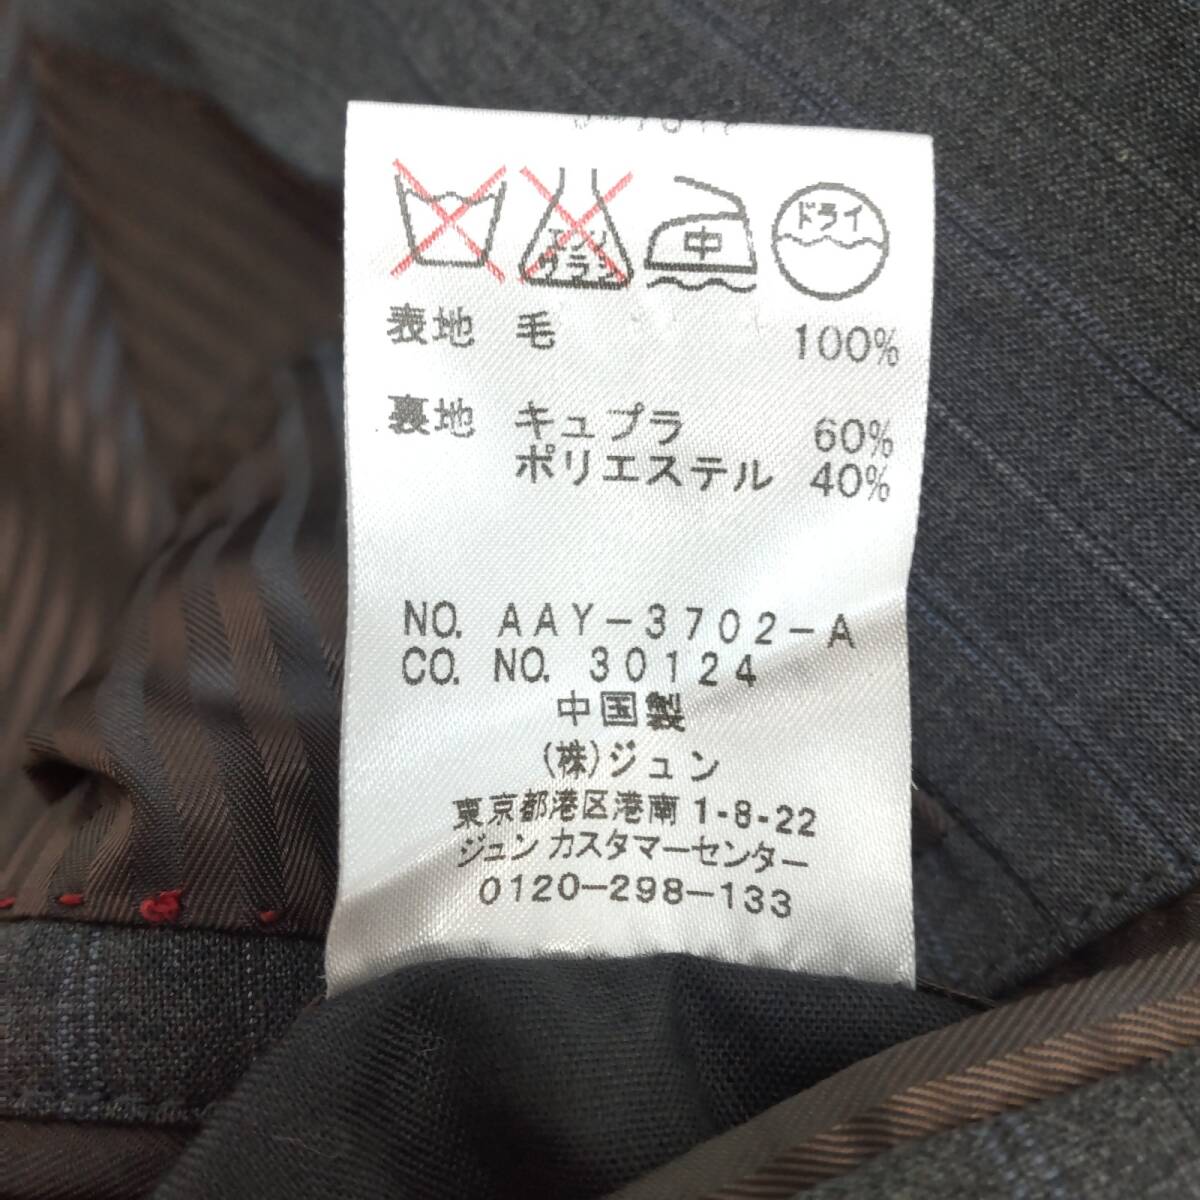 エンソ
サラシ
中
ドライ
表地 毛 100%
裏地 キュプラ 60%
ポリエステル 40%
NO. AAY-3702-A
CO. NO. 30124
中国製
(株)ジュン
東京都港区港南1-8-22
ジュン カスタマーセンター
0120-298-133